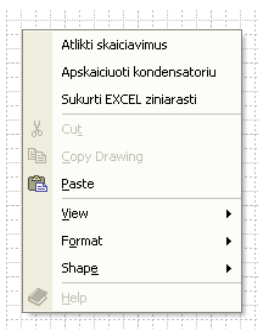 Atlikti skaiciavimus
Apskaiciuoti kondensatoriu
Sukurti EXCEL ziniarasti
Cut
Copy Drawing
Paste
View
Format
Shape
Help